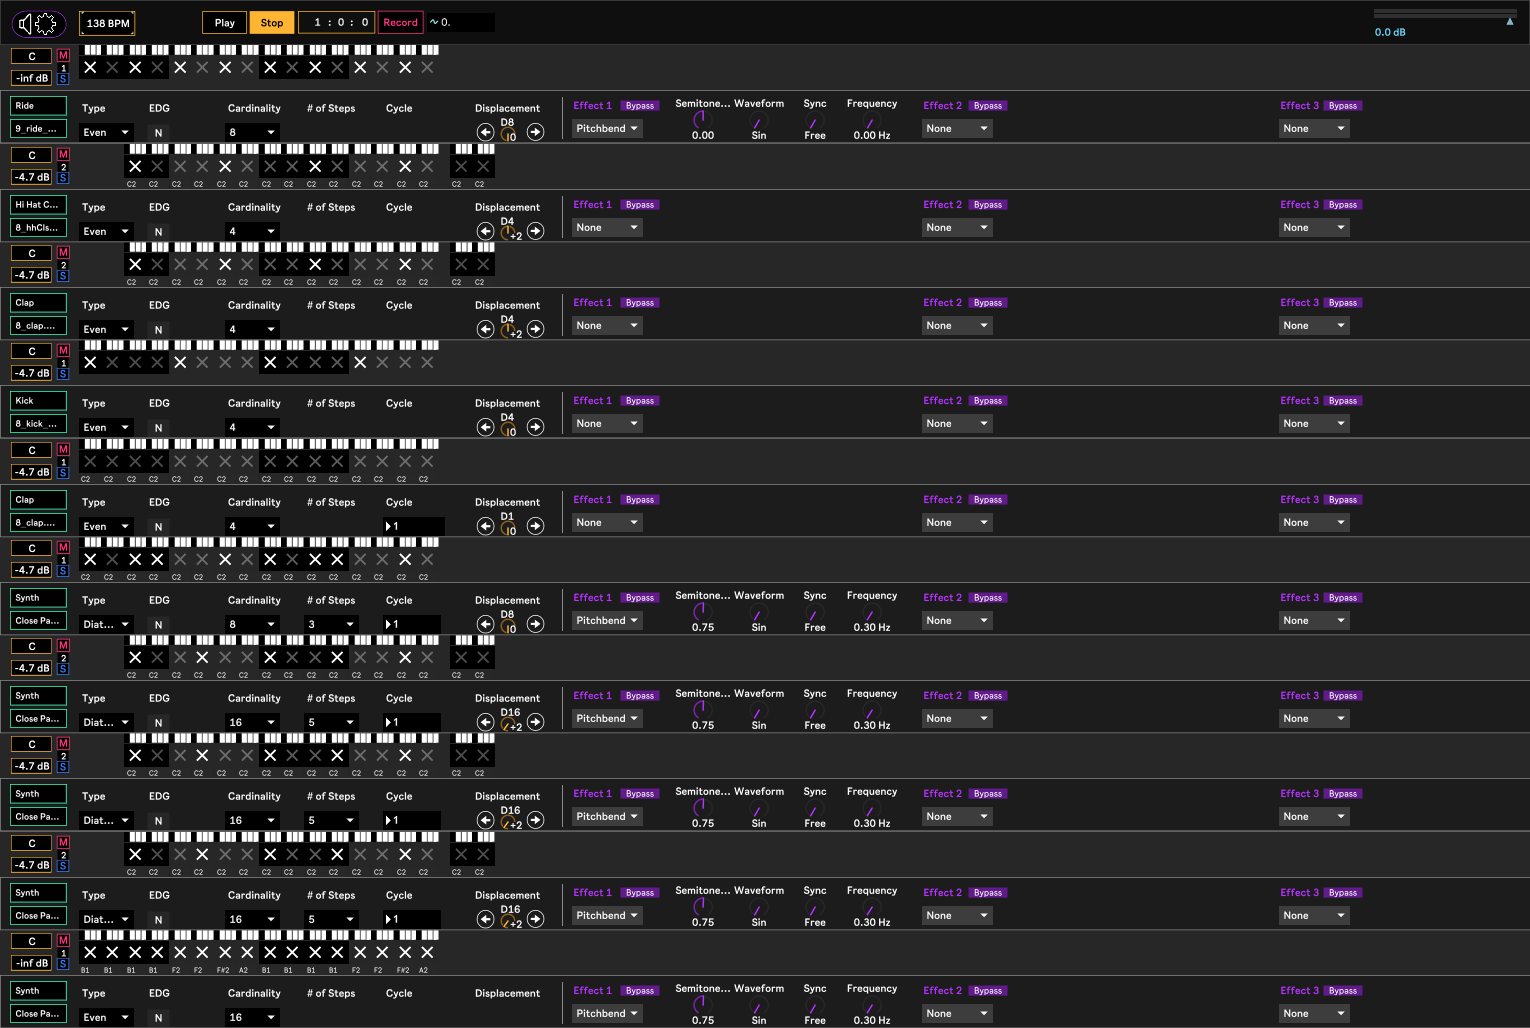 138 BPM Play Stop 1 : 0 : 0 Record ∿ 0.
0.0 dB
C M
1
-inf dB S
Ride Type EDG Cardinality # of Steps Cycle Displacement Effect 1 Bypass Semitone... Waveform Sync Frequency Effect 2 Bypass Effect 3 Bypass
9_ride_... Even N 8 D8 I0 Pitchbend 0.00 Sin Free 0.00 Hz None None
C M
2
-4.7 dB S
C2 C2 C2 C2 C2 C2 C2 C2 C2 C2 C2 C2 C2 C2 C2 C2
Hi Hat C... Type EDG Cardinality # of Steps Cycle Displacement Effect 1 Bypass Effect 2 Bypass Effect 3 Bypass
8_hhCls... Even N 4 D4 +2 None None None
C M
2
-4.7 dB S
C2 C2 C2 C2 C2 C2 C2 C2 C2 C2 C2 C2 C2 C2 C2 C2
Clap Type EDG Cardinality # of Steps Cycle Displacement Effect 1 Bypass Effect 2 Bypass Effect 3 Bypass
8_clap.... Even N 4 D4 +2 None None None
C M
1
-4.7 dB S
Kick Type EDG Cardinality # of Steps Cycle Displacement Effect 1 Bypass Effect 2 Bypass Effect 3 Bypass
8_kick_... Even N 4 D4 I0 None None None
C M
1
-4.7 dB S
C2 C2 C2 C2 C2 C2 C2 C2 C2 C2 C2 C2 C2 C2 C2 C2
Clap Type EDG Cardinality # of Steps Cycle Displacement Effect 1 Bypass Effect 2 Bypass Effect 3 Bypass
8_clap.... Even N 4 1 D1 I0 None None None
C M
1
-4.7 dB S
C2 C2 C2 C2 C2 C2 C2 C2 C2 C2 C2 C2 C2 C2 C2 C2
Synth Type EDG Cardinality # of Steps Cycle Displacement Effect 1 Bypass Semitone... Waveform Sync Frequency Effect 2 Bypass Effect 3 Bypass
Close Pa... Diat... N 8 3 1 D8 I0 Pitchbend 0.75 Sin Free 0.30 Hz None None
C M
2
-4.7 dB S
C2 C2 C2 C2 C2 C2 C2 C2 C2 C2 C2 C2 C2 C2 C2 C2
Synth Type EDG Cardinality # of Steps Cycle Displacement Effect 1 Bypass Semitone... Waveform Sync Frequency Effect 2 Bypass Effect 3 Bypass
Close Pa... Diat... N 16 5 1 D16 +2 Pitchbend 0.75 Sin Free 0.30 Hz None None
C M
2
-4.7 dB S
C2 C2 C2 C2 C2 C2 C2 C2 C2 C2 C2 C2 C2 C2 C2 C2
Synth Type EDG Cardinality # of Steps Cycle Displacement Effect 1 Bypass Semitone... Waveform Sync Frequency Effect 2 Bypass Effect 3 Bypass
Close Pa... Diat... N 16 5 1 D16 +2 Pitchbend 0.75 Sin Free 0.30 Hz None None
C M
2
-4.7 dB S
C2 C2 C2 C2 C2 C2 C2 C2 C2 C2 C2 C2 C2 C2 C2 C2
Synth Type EDG Cardinality # of Steps Cycle Displacement Effect 1 Bypass Semitone... Waveform Sync Frequency Effect 2 Bypass Effect 3 Bypass
Close Pa... Diat... N 16 5 1 D16 +2 Pitchbend 0.75 Sin Free 0.30 Hz None None
C M
1
-inf dB S
B1 B1 B1 B1 F2 F2 F#2 A2 B1 B1 B1 B1 F2 F2 F#2 A2
Synth Type EDG Cardinality # of Steps Cycle Displacement Effect 1 Bypass Semitone... Waveform Sync Frequency Effect 2 Bypass Effect 3 Bypass
Close Pa... Even N 16 Pitchbend 0.75 Sin Free 0.30 Hz None None